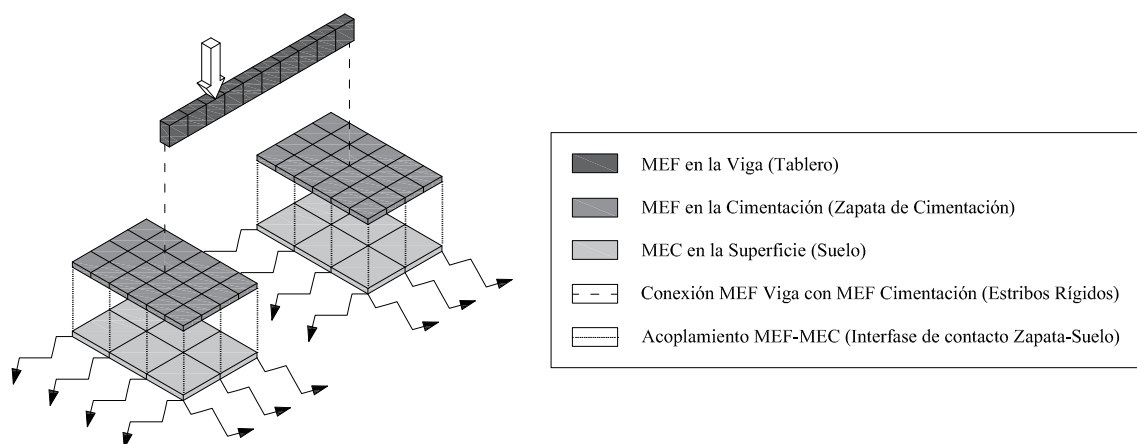 MEF en la Viga (Tablero)
MEF en la Cimentación (Zapata de Cimentación)
MEC en la Superficie (Suelo)
Conexión MEF Viga con MEF Cimentación (Estribos Rígidos)
Acoplamiento MEF-MEC (Interfase de contacto Zapata-Suelo)